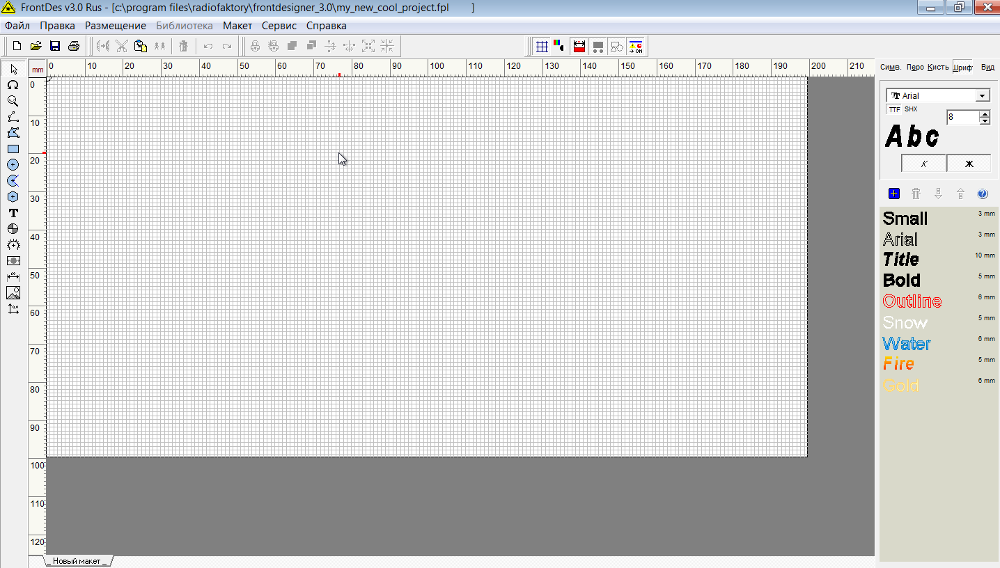 FrontDes v3.0 Rus - [c:\program files\radiofaktory\frontdesigner_3.0\my_new_cool_project.fpl ]
Файл Правка Размещение Библиотека Макет Сервис Справка
ON
mm 0 10 20 30 40 50 60 70 80 90 100 110 120 130 140 150 160 170 180 190 200 210
Симв. Перо Кисть Шриф Вид
0
10
20
30
40
50
60
70
80
90
100
110
120
Arial
TTF SHX
8
Abc
К Ж
Small 3 mm
Arial 3 mm
Title 10 mm
Bold 5 mm
Outline 6 mm
Snow 5 mm
Water 6 mm
Fire 5 mm
Gold 6 mm
_ Новый макет _